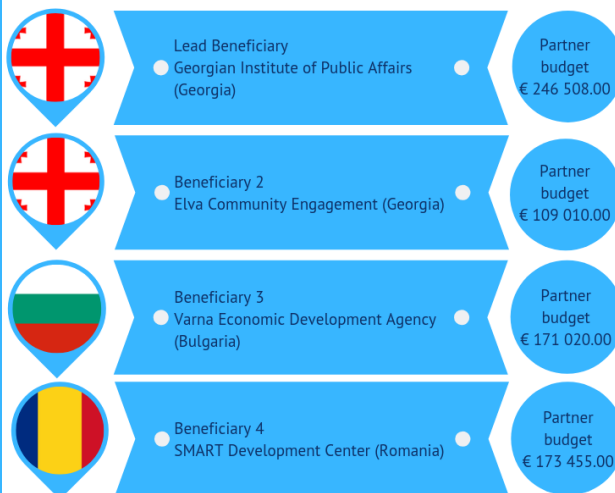 Lead Beneficiary
Georgian Institute of Public Affairs
(Georgia)
Partner
budget
€ 246 508.00
Beneficiary 2
Elva Community Engagement (Georgia)
Partner
budget
€ 109 010.00
Beneficiary 3
Varna Economic Development Agency
(Bulgaria)
Partner
budget
€ 171 020.00
Beneficiary 4
SMART Development Center (Romania)
Partner
budget
€ 173 455.00